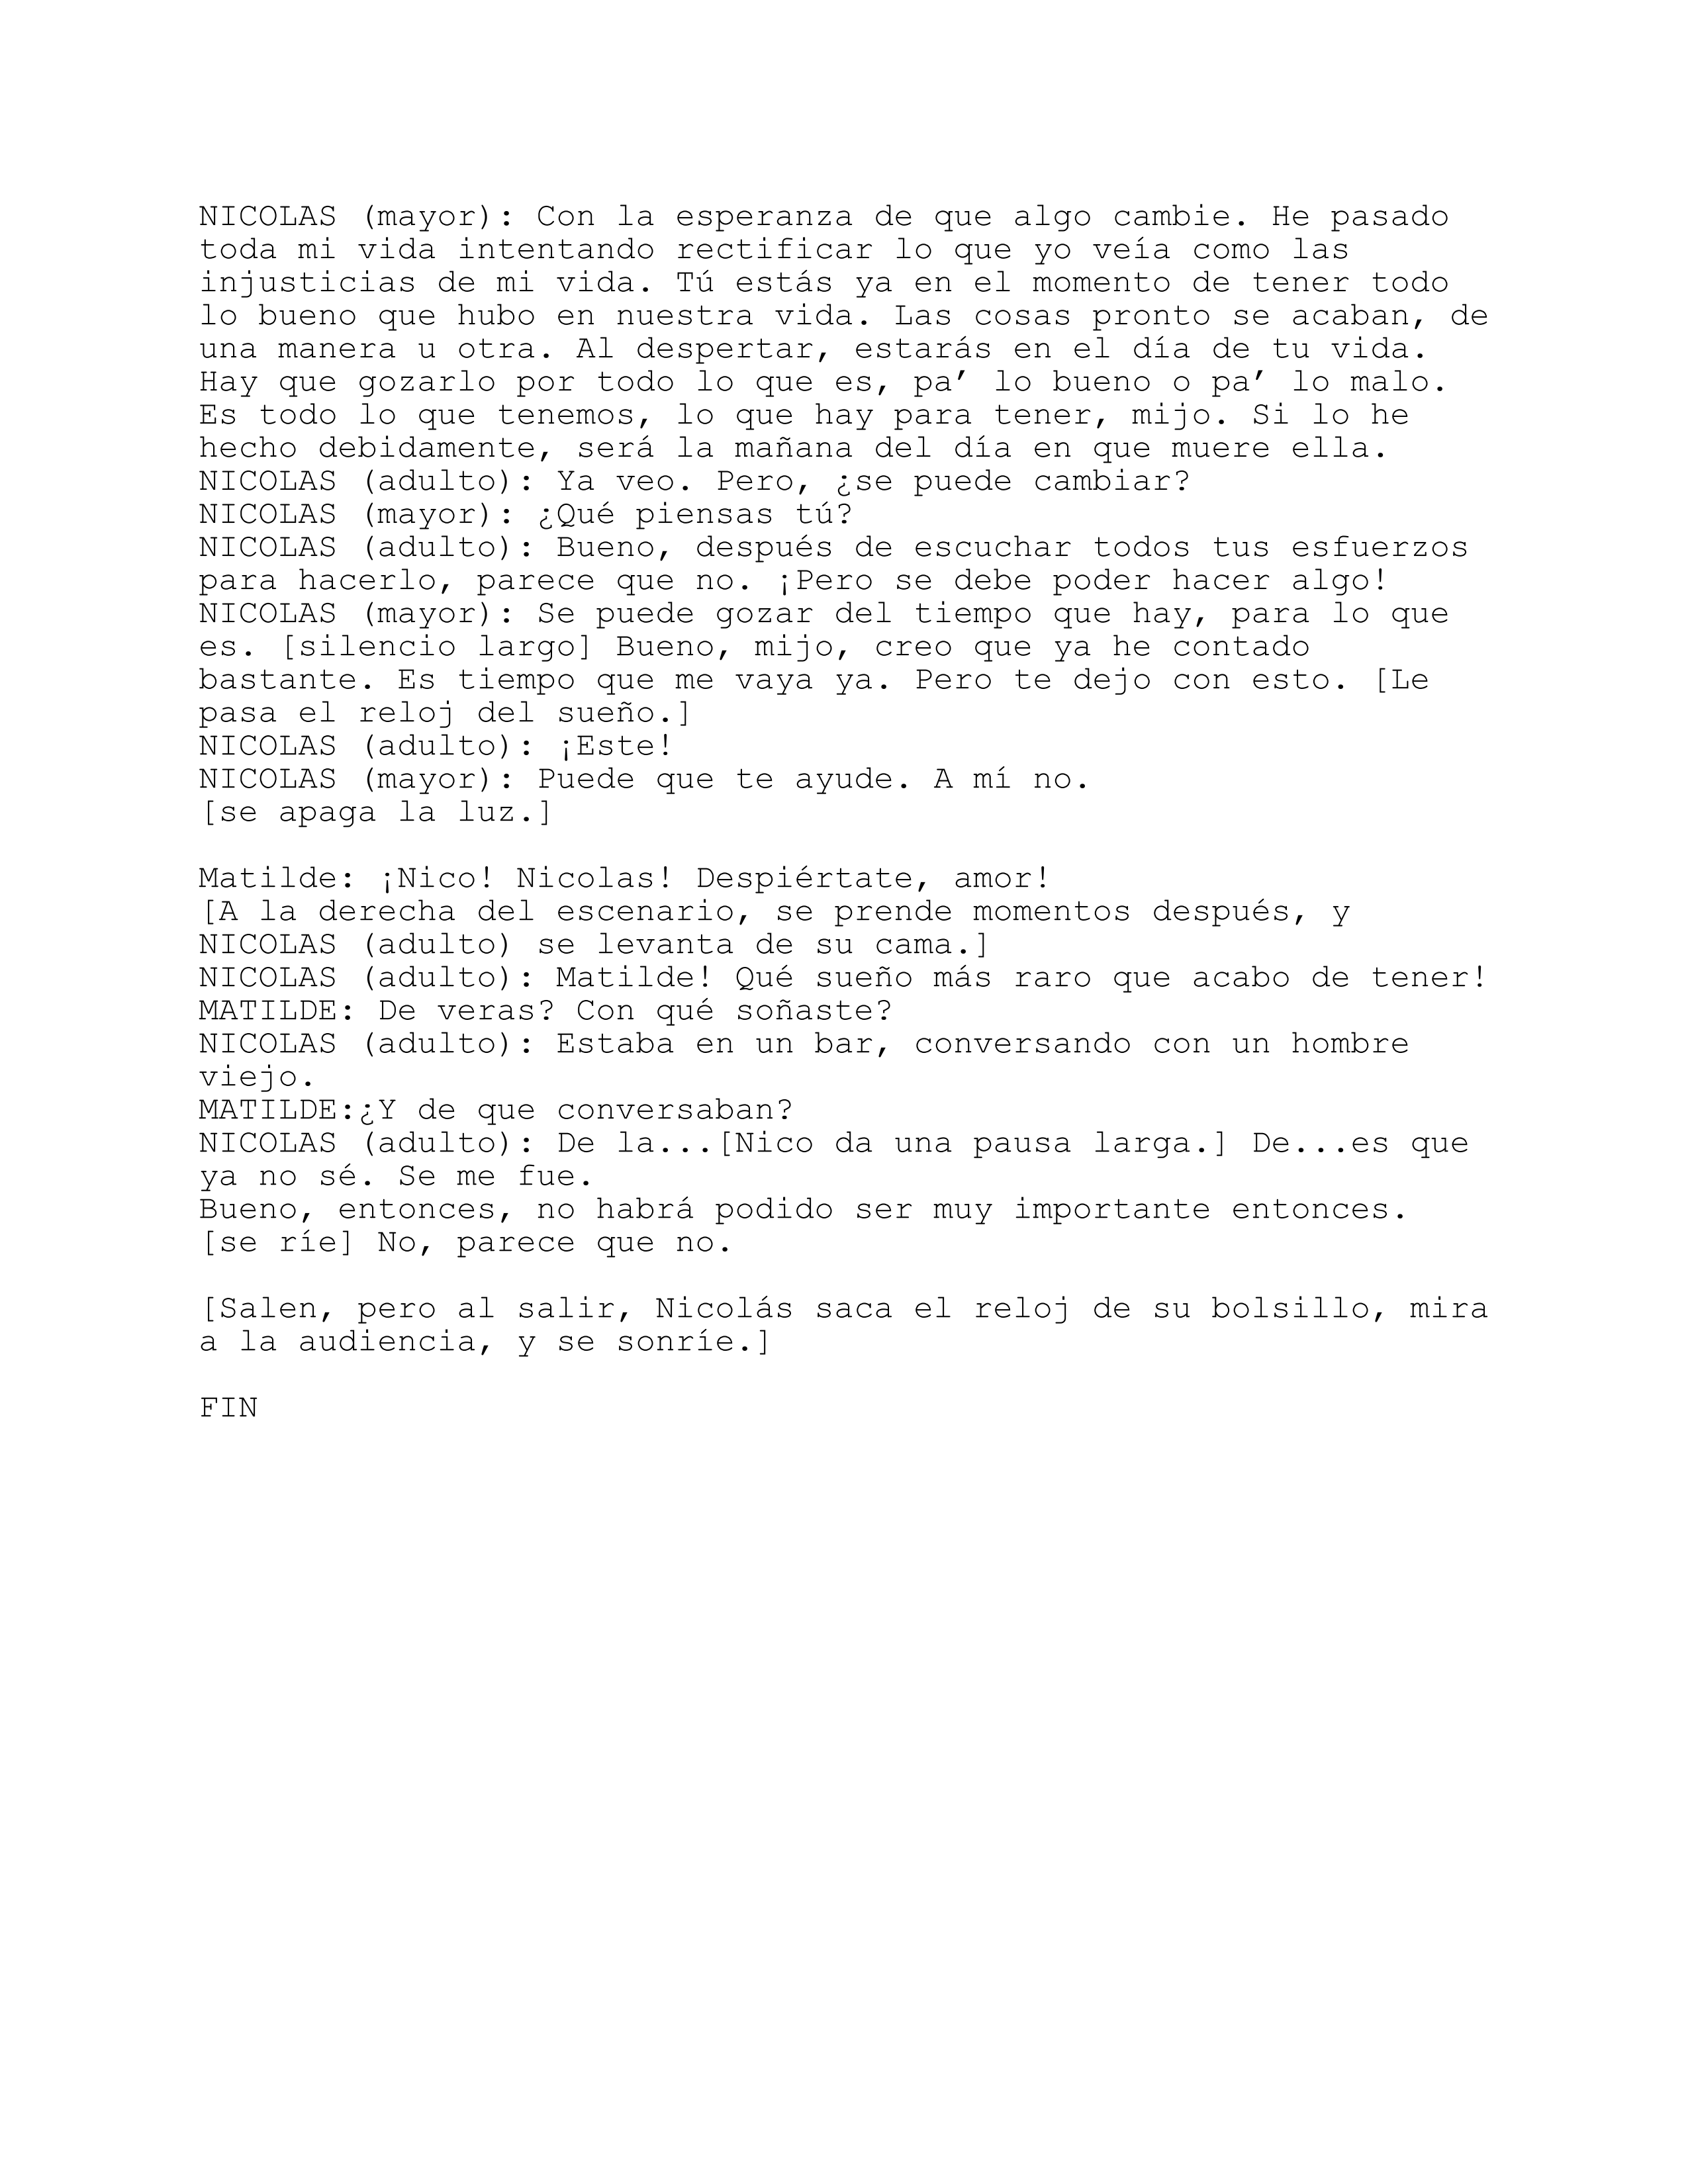 NICOLAS (mayor): Con la esperanza de que algo cambie. He pasado
toda mi vida intentando rectificar lo que yo veía como las
injusticias de mi vida. Tú estás ya en el momento de tener todo
lo bueno que hubo en nuestra vida. Las cosas pronto se acaban, de
una manera u otra. Al despertar, estarás en el día de tu vida.
Hay que gozarlo por todo lo que es, pa’ lo bueno o pa’ lo malo.
Es todo lo que tenemos, lo que hay para tener, mijo. Si lo he
hecho debidamente, será la mañana del día en que muere ella.
NICOLAS (adulto): Ya veo. Pero, ¿se puede cambiar?
NICOLAS (mayor): ¿Qué piensas tú?
NICOLAS (adulto): Bueno, después de escuchar todos tus esfuerzos
para hacerlo, parece que no. ¡Pero se debe poder hacer algo!
NICOLAS (mayor): Se puede gozar del tiempo que hay, para lo que
es. [silencio largo] Bueno, mijo, creo que ya he contado
bastante. Es tiempo que me vaya ya. Pero te dejo con esto. [Le
pasa el reloj del sueño.]
NICOLAS (adulto): ¡Este!
NICOLAS (mayor): Puede que te ayude. A mí no.
[se apaga la luz.]

Matilde: ¡Nico! Nicolas! Despiértate, amor!
[A la derecha del escenario, se prende momentos después, y
NICOLAS (adulto) se levanta de su cama.]
NICOLAS (adulto): Matilde! Qué sueño más raro que acabo de tener!
MATILDE: De veras? Con qué soñaste?
NICOLAS (adulto): Estaba en un bar, conversando con un hombre
viejo.
MATILDE:¿Y de que conversaban?
NICOLAS (adulto): De la...[Nico da una pausa larga.] De...es que
ya no sé. Se me fue.
Bueno, entonces, no habrá podido ser muy importante entonces.
[se ríe] No, parece que no.

[Salen, pero al salir, Nicolás saca el reloj de su bolsillo, mira
a la audiencia, y se sonríe.]

FIN